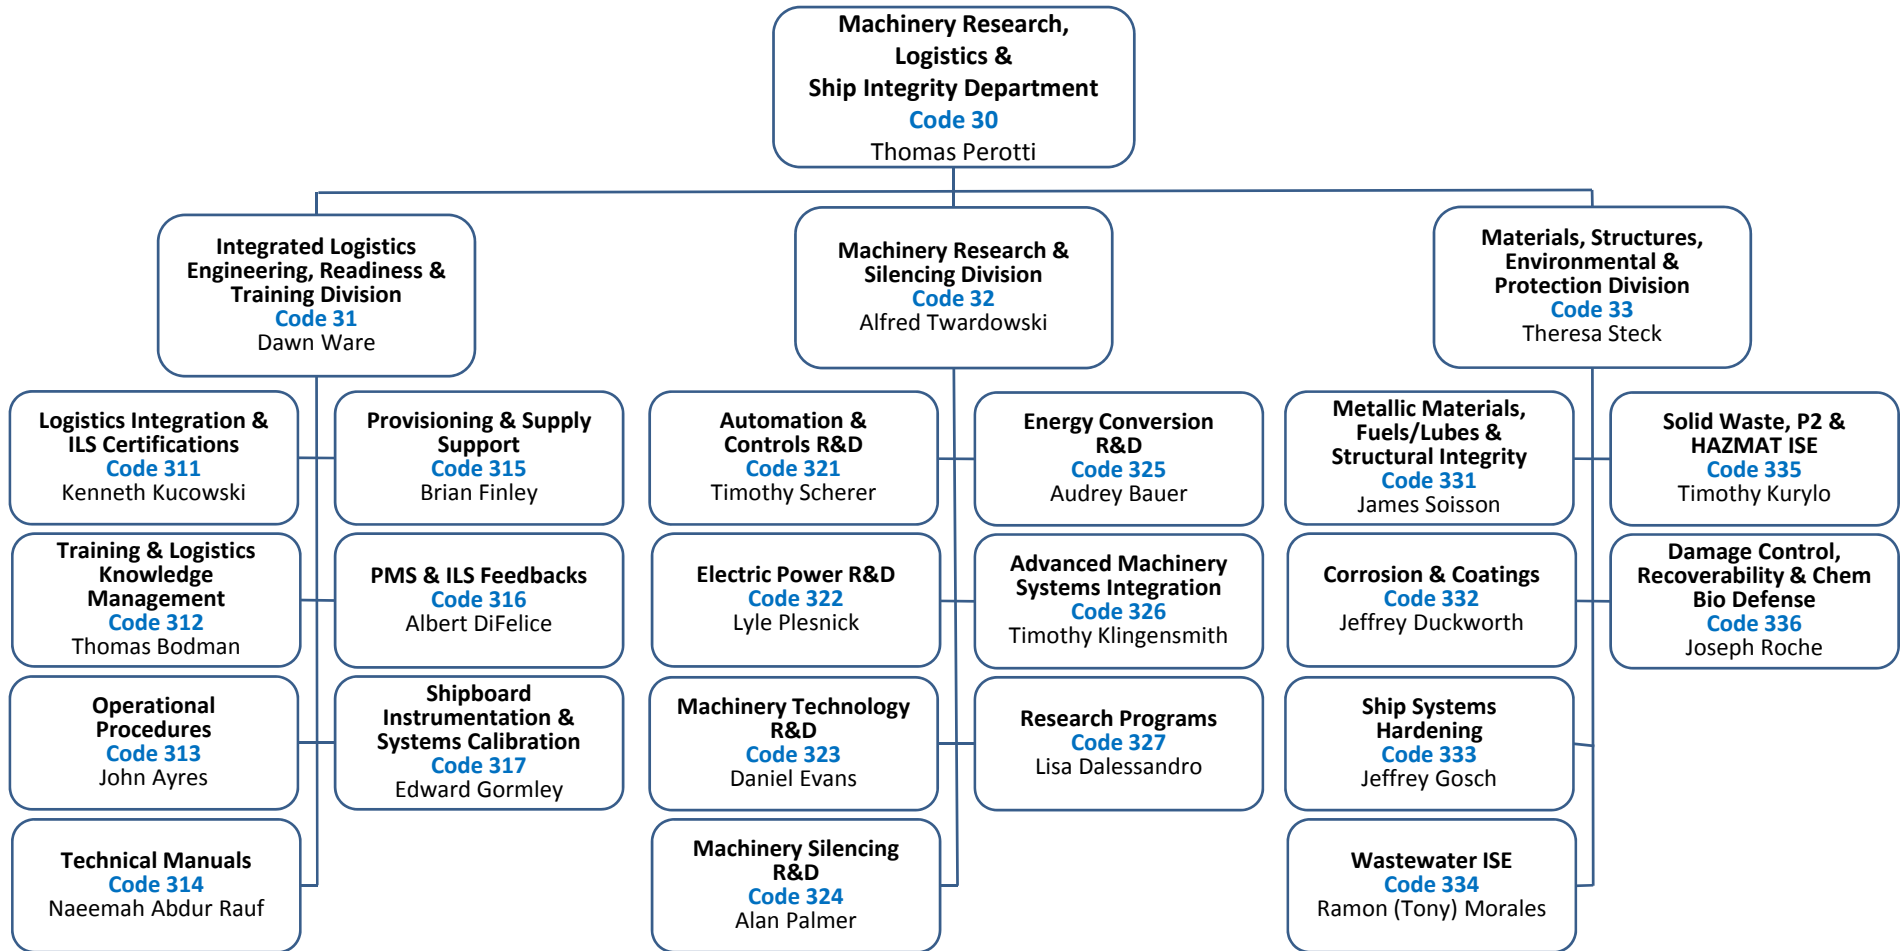 Machinery Research,
Logistics &
Ship Integrity Department
Code 30
Thomas Perotti
Integrated Logistics
Engineering, Readiness &
Training Division
Code 31
Dawn Ware
Machinery Research &
Silencing Division
Code 32
Alfred Twardowski
Materials, Structures,
Environmental &
Protection Division
Code 33
Theresa Steck
Logistics Integration &
ILS Certifications
Code 311
Kenneth Kucowski
Provisioning & Supply
Support
Code 315
Brian Finley
Automation &
Controls R&D
Code 321
Timothy Scherer
Energy Conversion
R&D
Code 325
Audrey Bauer
Metallic Materials,
Fuels/Lubes &
Structural Integrity
Code 331
James Soisson
Solid Waste, P2 &
HAZMAT ISE
Code 335
Timothy Kurylo
Training & Logistics
Knowledge
Management
Code 312
Thomas Bodman
PMS & ILS Feedbacks
Code 316
Albert DiFelice
Electric Power R&D
Code 322
Lyle Plesnick
Advanced Machinery
Systems Integration
Code 326
Timothy Klingensmith
Corrosion & Coatings
Code 332
Jeffrey Duckworth
Damage Control,
Recoverability & Chem
Bio Defense
Code 336
Joseph Roche
Operational
Procedures
Code 313
John Ayres
Shipboard
Instrumentation &
Systems Calibration
Code 317
Edward Gormley
Machinery Technology
R&D
Code 323
Daniel Evans
Research Programs
Code 327
Lisa Dalessandro
Ship Systems
Hardening
Code 333
Jeffrey Gosch
Technical Manuals
Code 314
Naeemah Abdur Rauf
Machinery Silencing
R&D
Code 324
Alan Palmer
Wastewater ISE
Code 334
Ramon (Tony) Morales